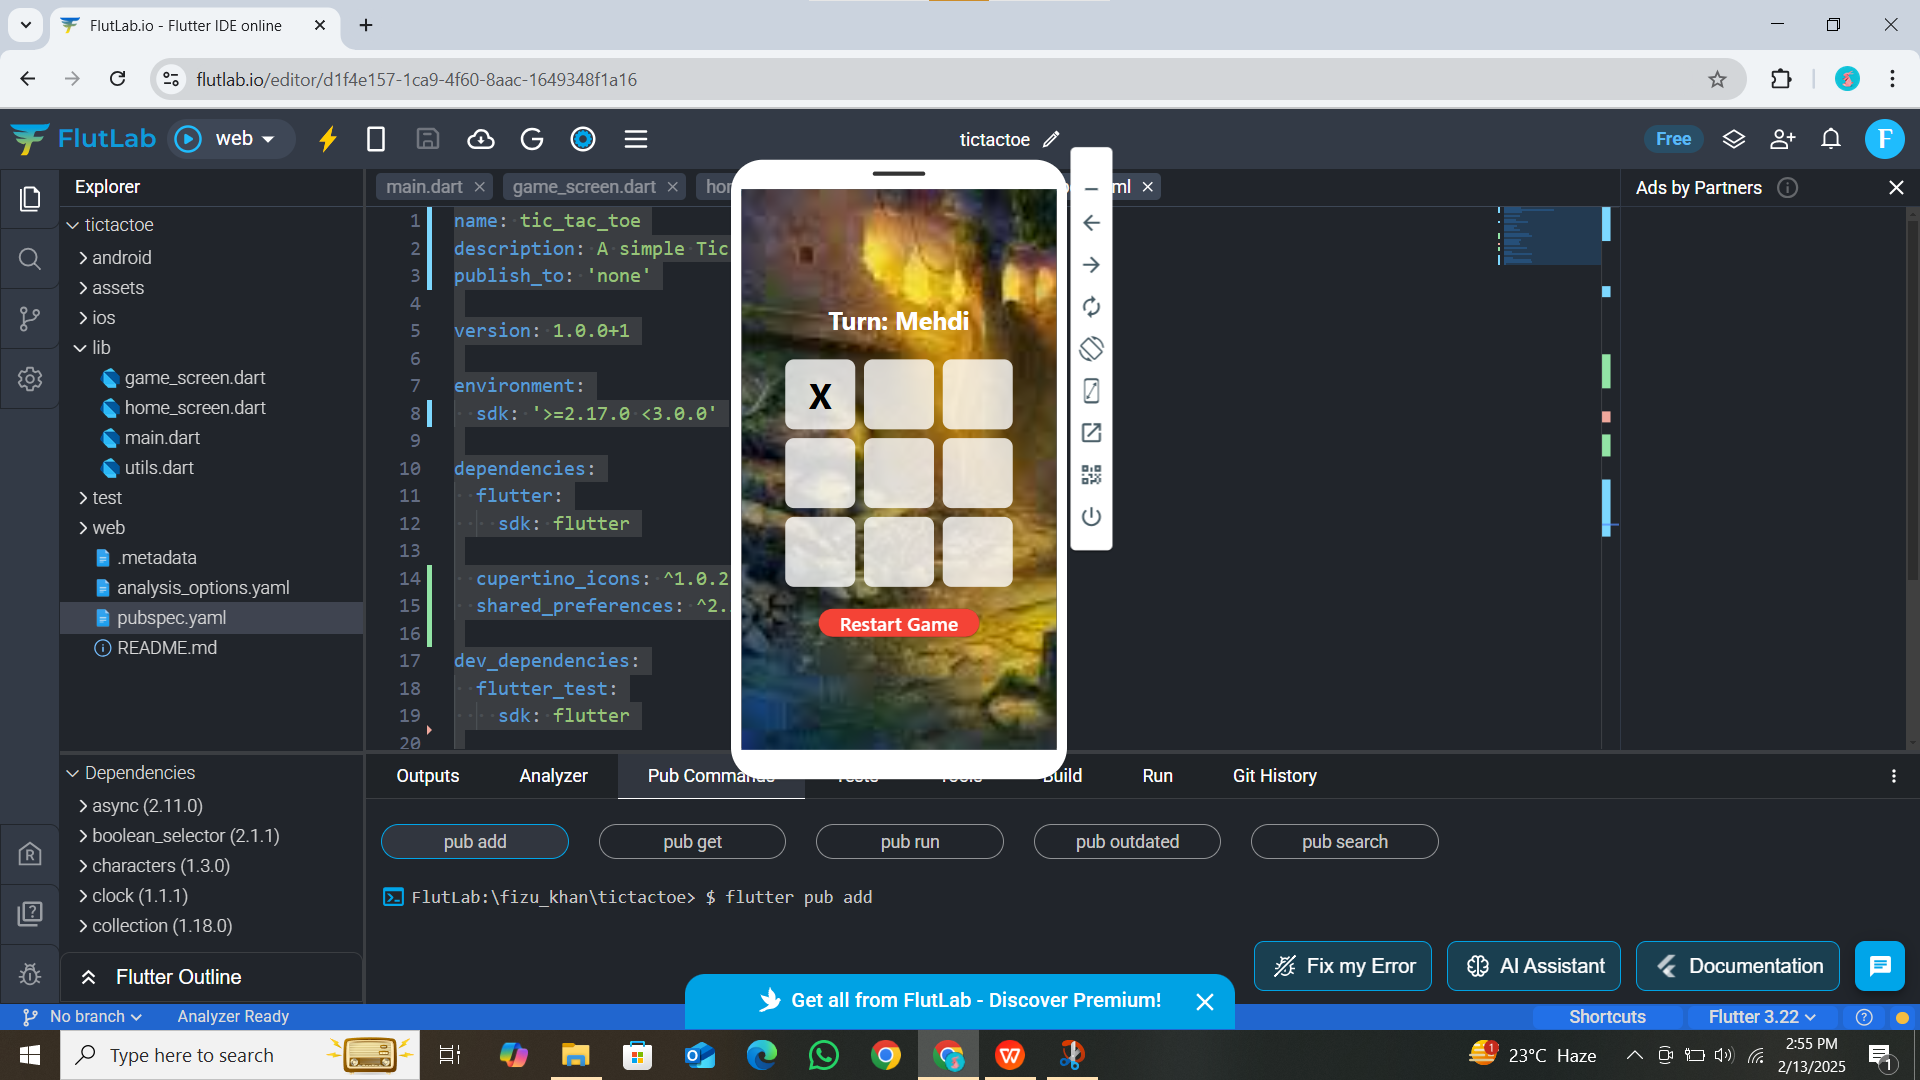 FlutLab.io - Flutter IDE online
flutlab.io/editor/d1f4e157-1ca9-4f60-8aac-1649348f1a16
FlutLab
web
tictactoe
Free
F
Explorer
main.dart
game_screen.dart
ml
Ads by Partners
tictactoe
android
assets
ios
lib
game_screen.dart
home_screen.dart
main.dart
utils.dart
test
web
.metadata
analysis_options.yaml
pubspec.yaml
README.md
1 name: tic_tac_toe
2 description: A simple Tic
3 publish_to: 'none'
4
5 version: 1.0.0+1
6
7 environment:
8 sdk: '>=2.17.0 <3.0.0'
9
10 dependencies:
11 flutter:
12 sdk: flutter
13
14 cupertino_icons: ^1.0.2
15 shared_preferences: ^2.
16
17 dev_dependencies:
18 flutter_test:
19 sdk: flutter
20
Turn: Mehdi
X
Restart Game
Dependencies
async (2.11.0)
boolean_selector (2.1.1)
characters (1.3.0)
clock (1.1.1)
collection (1.18.0)
Flutter Outline
Outputs
Analyzer
Pub Commands
Tests
Tools
Build
Run
Git History
pub add
pub get
pub run
pub outdated
pub search
FlutLab:\fizu_khan\tictactoe> $ flutter pub add
Fix my Error
AI Assistant
Documentation
Get all from FlutLab - Discover Premium!
No branch
Analyzer Ready
Shortcuts
Flutter 3.22
Type here to search
1
23°C Haze
2:55 PM
2/13/2025
1